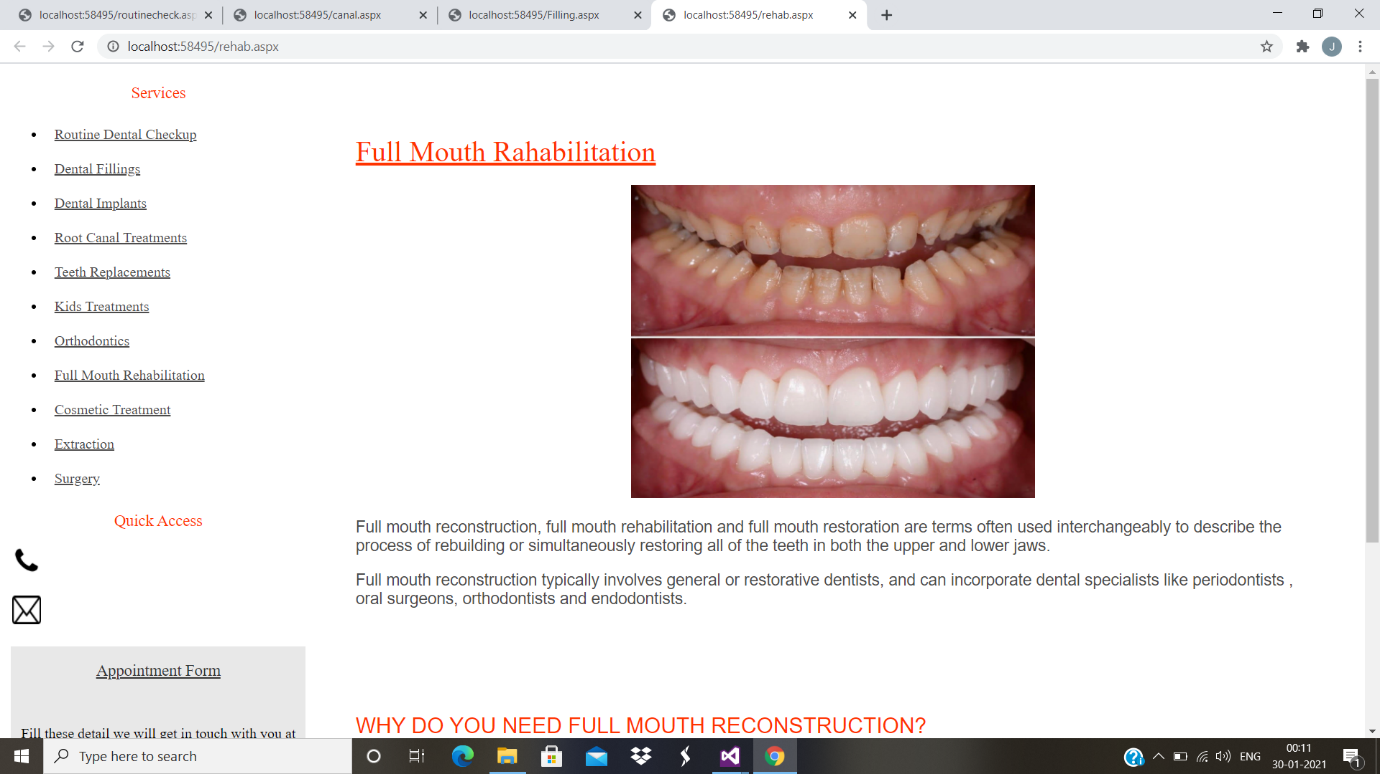 localhost:58495/routinecheck.asp
localhost:58495/canal.aspx
localhost:58495/Filling.aspx
localhost:58495/rehab.aspx
localhost:58495/rehab.aspx
J
Services
Routine Dental Checkup
Dental Fillings
Dental Implants
Root Canal Treatments
Teeth Replacements
Kids Treatments
Orthodontics
Full Mouth Rehabilitation
Cosmetic Treatment
Extraction
Surgery
Quick Access
Appointment Form
Fill these detail we will get in touch with you at
Full Mouth Rahabilitation
Full mouth reconstruction, full mouth rehabilitation and full mouth restoration are terms often used interchangeably to describe the
process of rebuilding or simultaneously restoring all of the teeth in both the upper and lower jaws.
Full mouth reconstruction typically involves general or restorative dentists, and can incorporate dental specialists like periodontists ,
oral surgeons, orthodontists and endodontists.
WHY DO YOU NEED FULL MOUTH RECONSTRUCTION?
Type here to search
ENG
00:11
30-01-2021
1